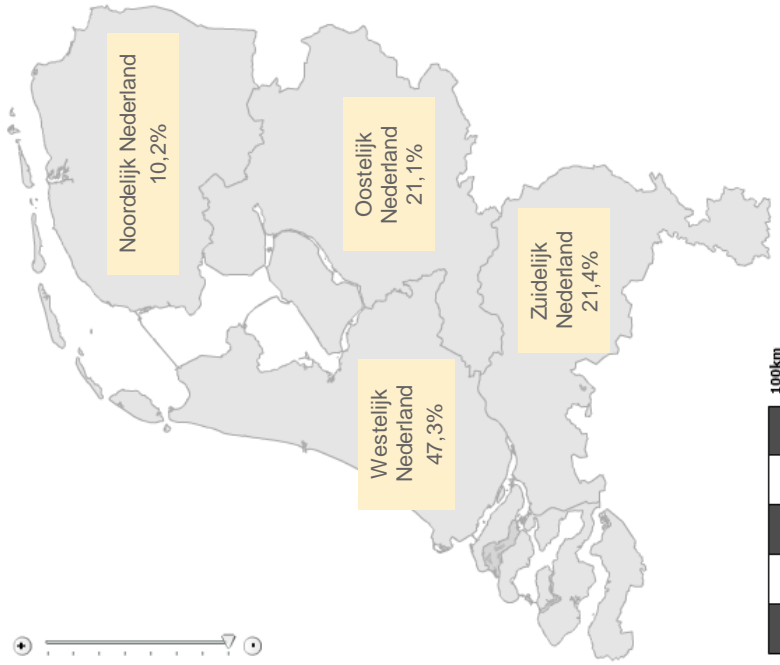 Noordelijk Nederland
10,2%
Oostelijk
Nederland
21,1%
Westelijk
Nederland
47,3%
Zuidelijk
Nederland
21,4%
100km